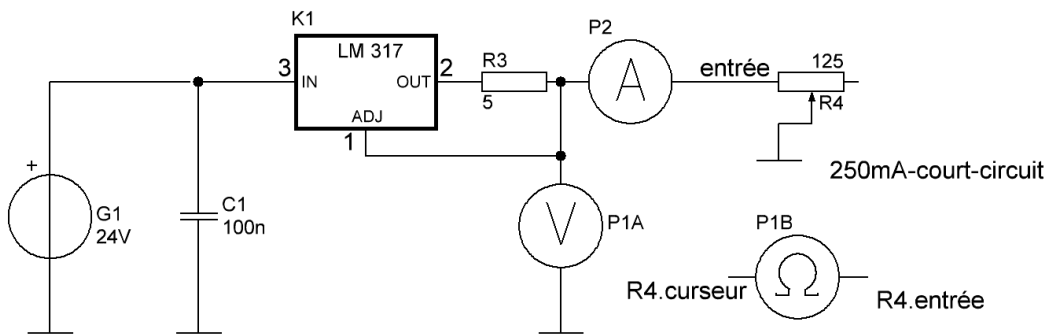 K1
LM 317
3
IN
OUT
2
ADJ
1
R3
5
P2
A
entrée
125
R4
250mA-court-circuit
+
G1
24V
C1
100n
V
P1A
P1B
Ω
R4.curseur
R4.entrée